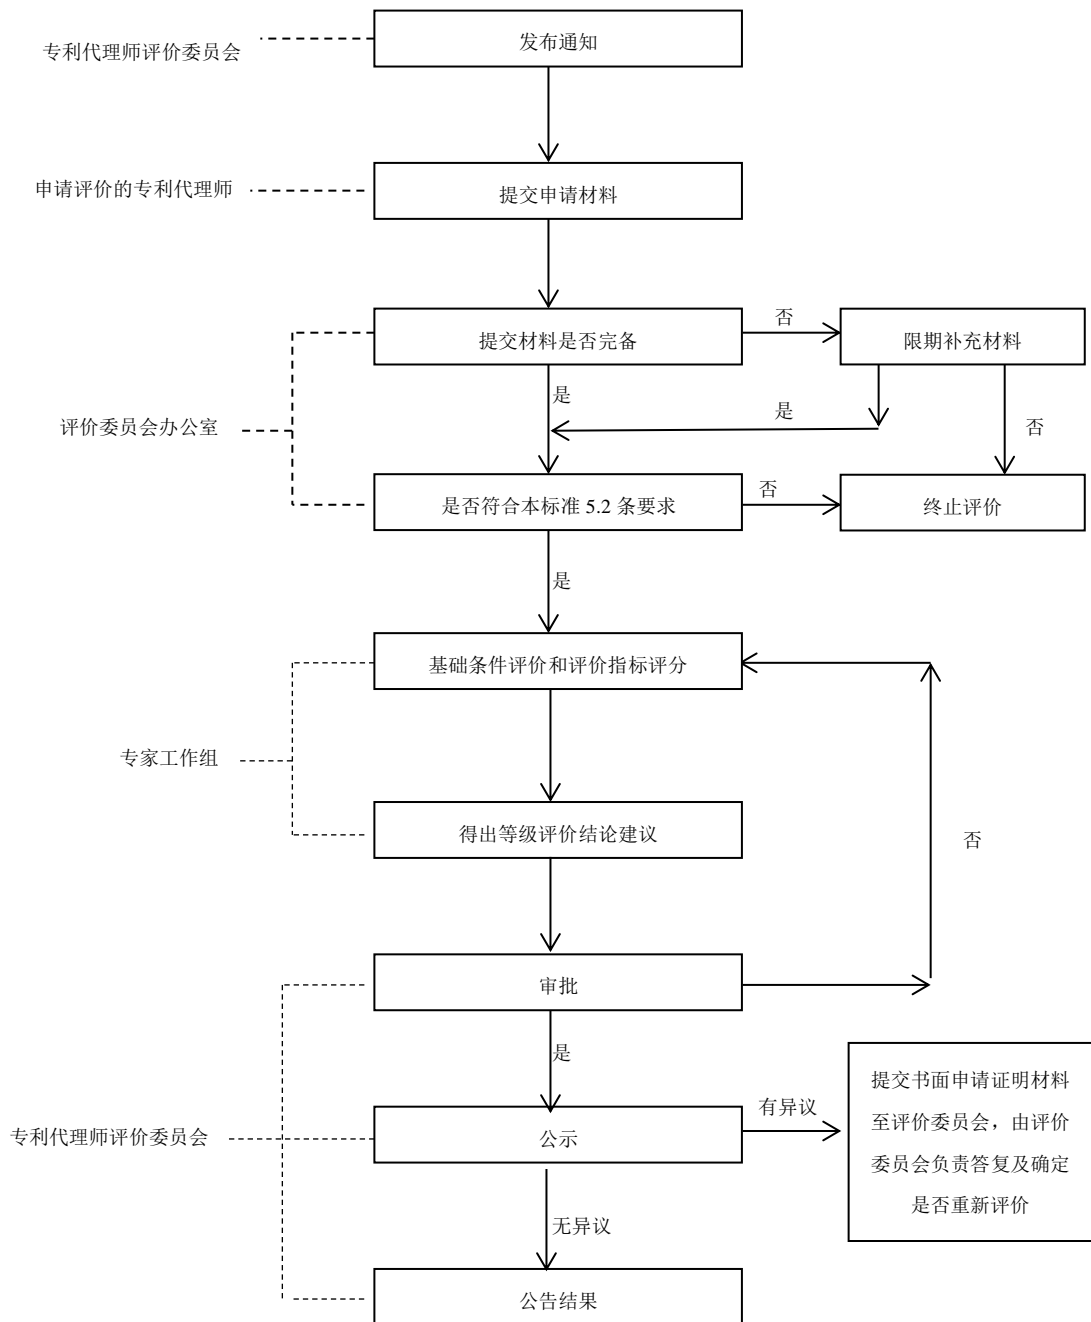 发布通知
专利代理师评价委员会
申请评价的专利代理师
提交申请材料
否
提交材料是否完备
限期补充材料
是
是
否
评价委员会办公室
否
是否符合本标准 5.2 条要求
终止评价
是
基础条件评价和评价指标评分
专家工作组
得出等级评价结论建议
否
审批
是
提交书面申请证明材料
至评价委员会，由评价
委员会负责答复及确定
是否重新评价
有异议
专利代理师评价委员会
公示
无异议
公告结果